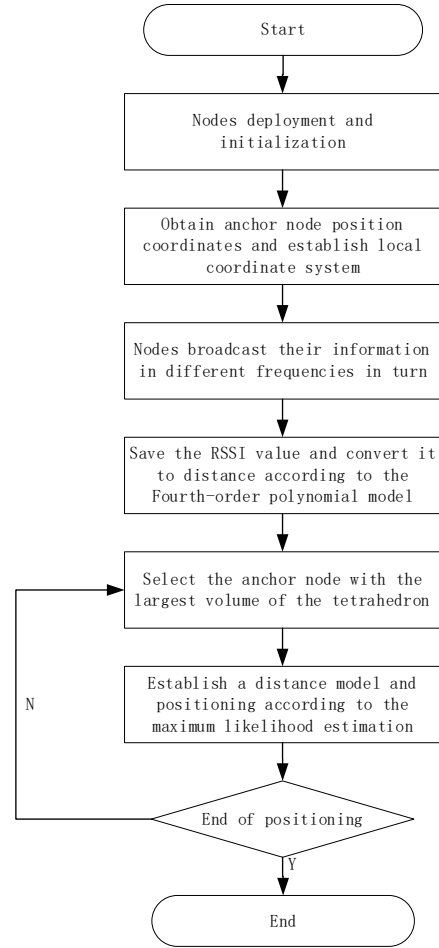 Start
Nodes deployment and
initialization
Obtain anchor node position
coordinates and establish local
coordinate system
Nodes broadcast their information
in different frequencies in turn
Save the RSSI value and convert it
to distance according to the
Fourth-order polynomial model
Select the anchor node with the
largest volume of the tetrahedron
N
Establish a distance model and
positioning according to the
maximum likelihood estimation
End of positioning
Y
End